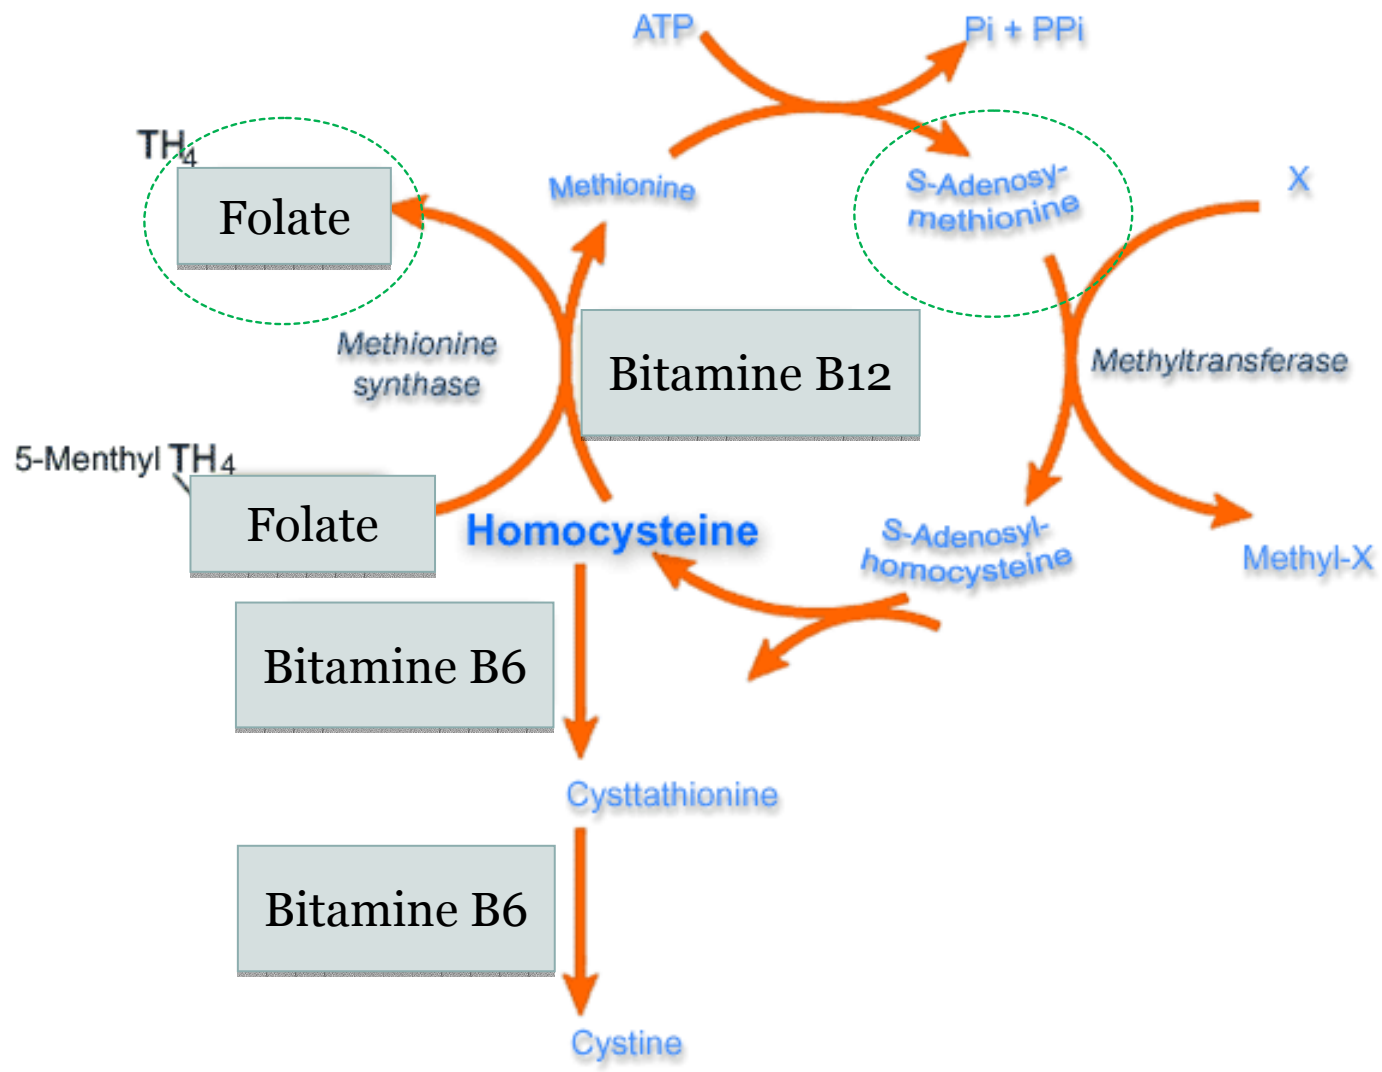 ATP
Pi + PPi
TH4
Folate
Methionine
S-Adenosy-
methionine
X
Methionine
synthase
Bitamine B12
Methyltransferase
5-Menthyl TH4
Folate
Homocysteine
S-Adenosyl-
homocysteine
Methyl-X
Bitamine B6
Cysttathionine
Bitamine B6
Cystine